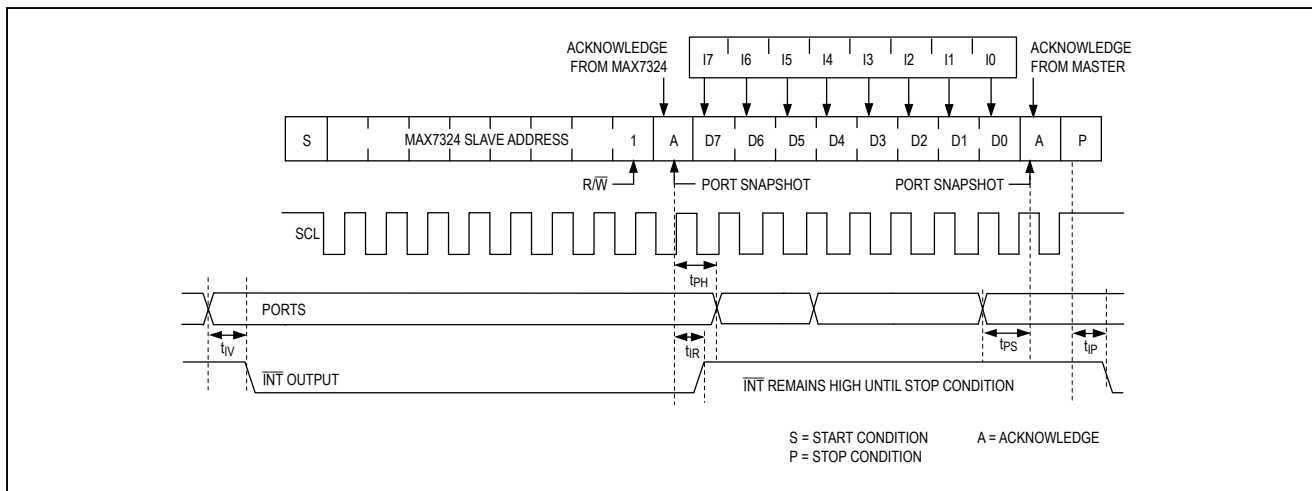 ACKNOWLEDGE
FROM MAX7324
I7 I6 I5 I4 I3 I2 I1 I0
ACKNOWLEDGE
FROM MASTER
S MAX7324 SLAVE ADDRESS 1 A D7 D6 D5 D4 D3 D2 D1 D0 A P
R/W̅ PORT SNAPSHOT PORT SNAPSHOT
SCL
tPH
PORTS
tIV tIR tPS tIP
I̅N̅T̅ OUTPUT I̅N̅T̅ REMAINS HIGH UNTIL STOP CONDITION
S = START CONDITION A = ACKNOWLEDGE
P = STOP CONDITION